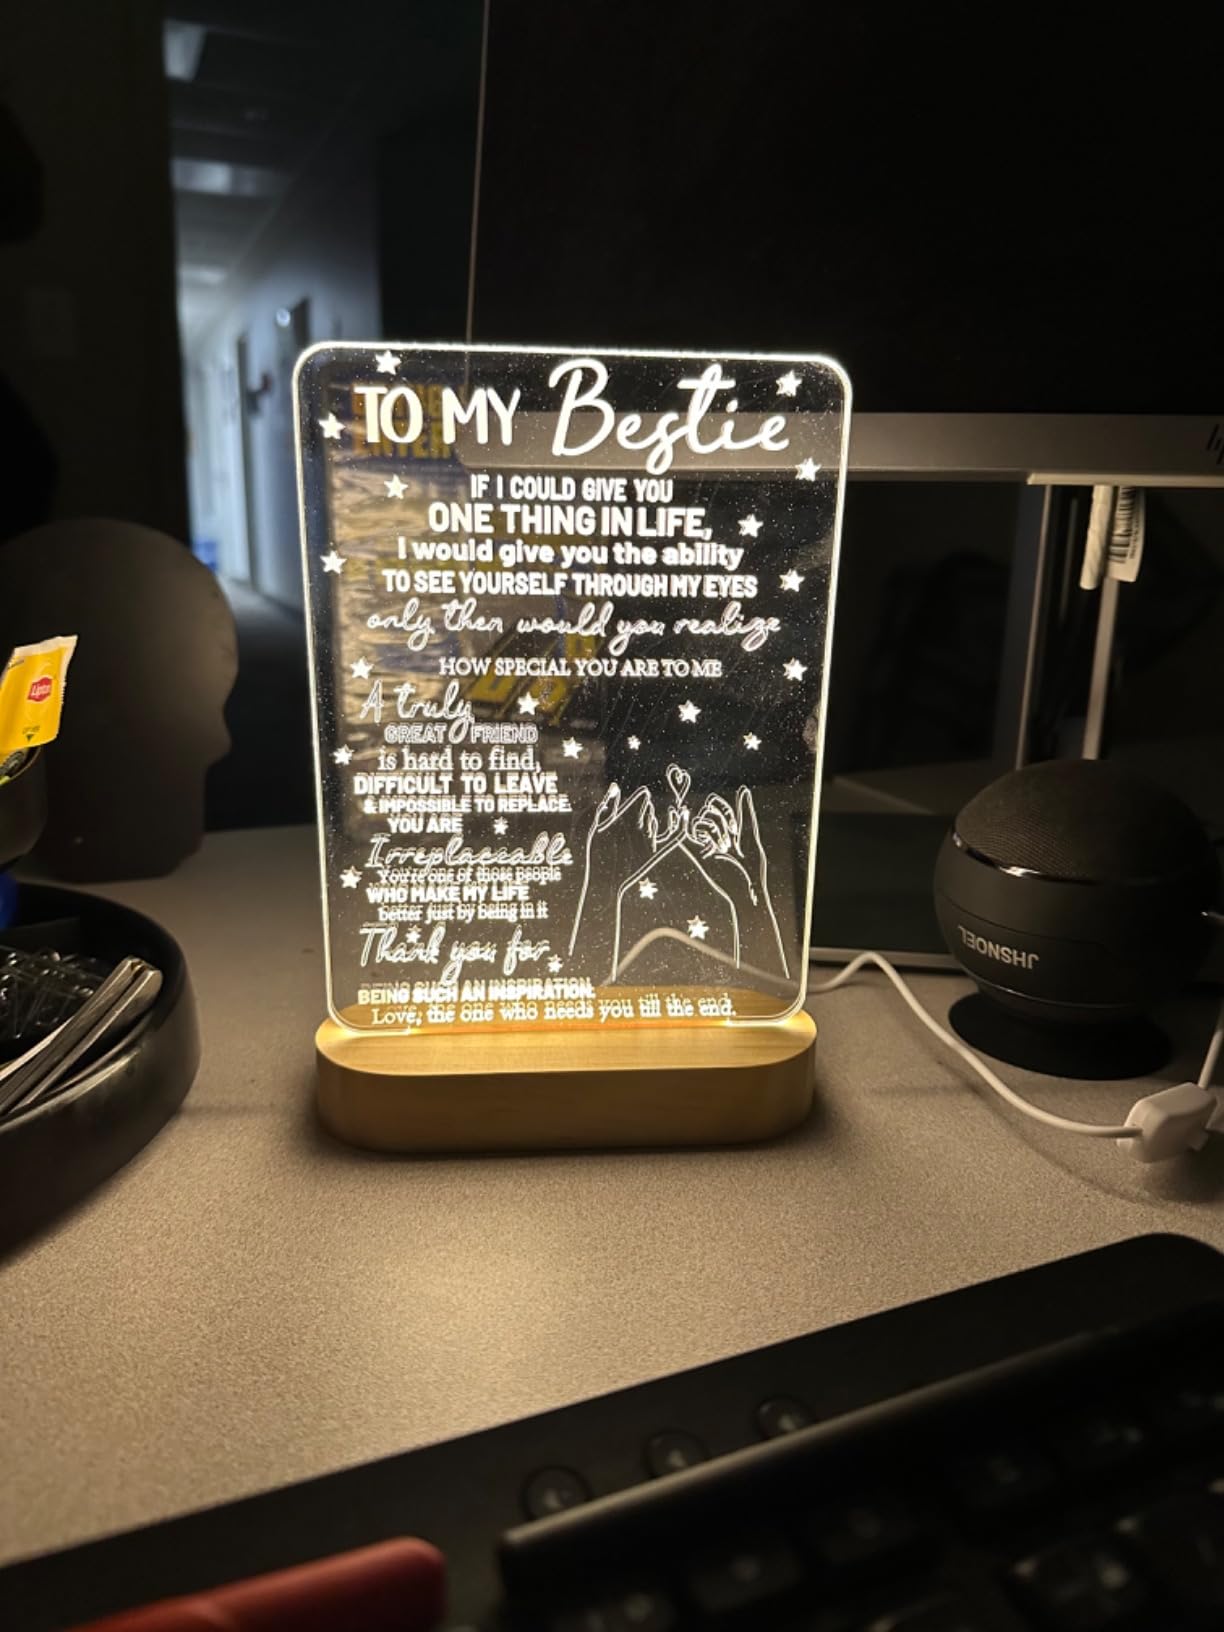 TO MY Bestie
IF I COULD GIVE YOU
ONE THING IN LIFE,
I would give you the ability
TO SEE YOURSELF THROUGH MY EYES
only then would you realize
HOW SPECIAL YOU ARE TO ME
A truly
GREAT FRIEND
is hard to find,
DIFFICULT TO LEAVE
& IMPOSSIBLE TO REPLACE.
YOU ARE
Irreplaceable
You're one of those people
WHO MAKE MY LIFE
better just by being in it
Thank you for
BEING SUCH AN INSPIRATION.
Love, the one who needs you till the end.
Lipton
JHSNOEL